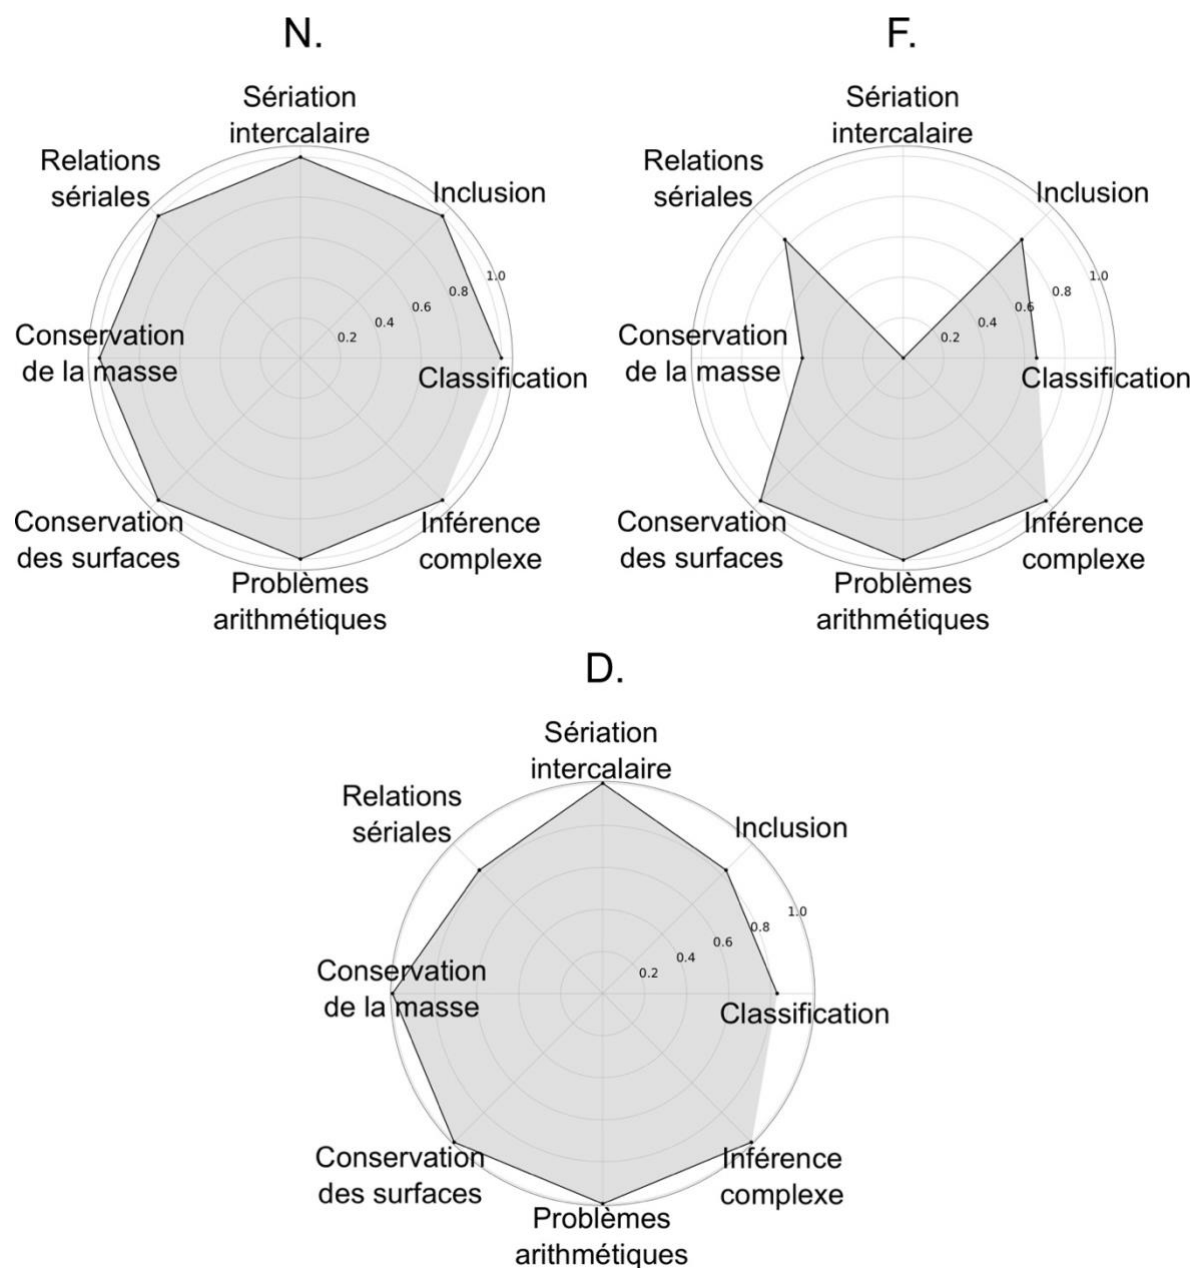 N.
Sériation
intercalaire
Relations
sériales
Inclusion
1.0
0.8
0.6
0.4
0.2
Conservation
de la masse
Classification
Conservation
des surfaces
Inférence
complexe
Problèmes
arithmétiques
F.
Sériation
intercalaire
Relations
sériales
Inclusion
1.0
0.8
0.6
0.4
0.2
Conservation
de la masse
Classification
Conservation
des surfaces
Inférence
complexe
Problèmes
arithmétiques
D.
Sériation
intercalaire
Relations
sériales
Inclusion
1.0
0.8
0.6
0.4
0.2
Conservation
de la masse
Classification
Conservation
des surfaces
Inférence
complexe
Problèmes
arithmétiques